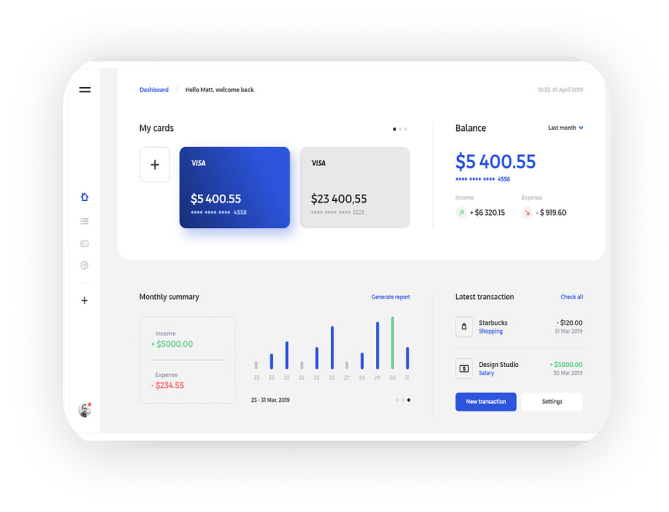 Dashboard
Hello Matt, welcome back
10:33, 01 April 2019
My cards
VISA
$5 400.55
**** **** **** 4558
VISA
$23 400,55
**** **** **** 3328
Balance
Last month
$5 400.55
**** **** **** 4558
Income
+ $6 320.15
Expense
- $ 919.60
Monthly summary
Generate report
Income
+ $5000.00
Expense
- $234.55
23 22 23 24 25 26 27 28 29 30 31
23 - 31 Mar, 2019
Latest transaction
Check all
Starbucks
- $120.00
Shopping
31 Mar 2019
Design Studio
+ $5000.00
Salary
30 Mar 2019
New transaction
Settings